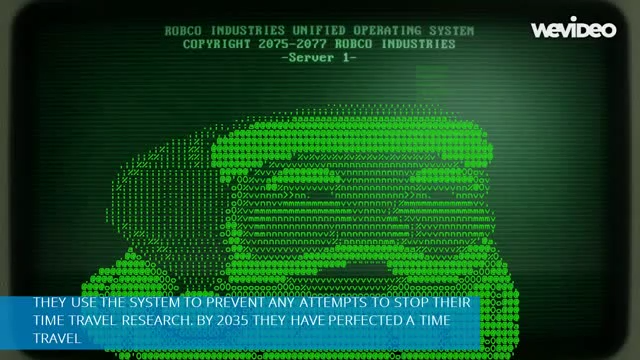 ROBCO INDUSTRIES UNIFIED OPERATING SYSTEM
COPYRIGHT 2075-2077 ROBCO INDUSTRIES
-Server 1-
WEVIDEO
THEY USE THE SYSTEM TO PREVENT ANY ATTEMPTS TO STOP THEIR
TIME TRAVEL RESEARCH. BY 2035 THEY HAVE PERFECTED A TIME
TRAVEL